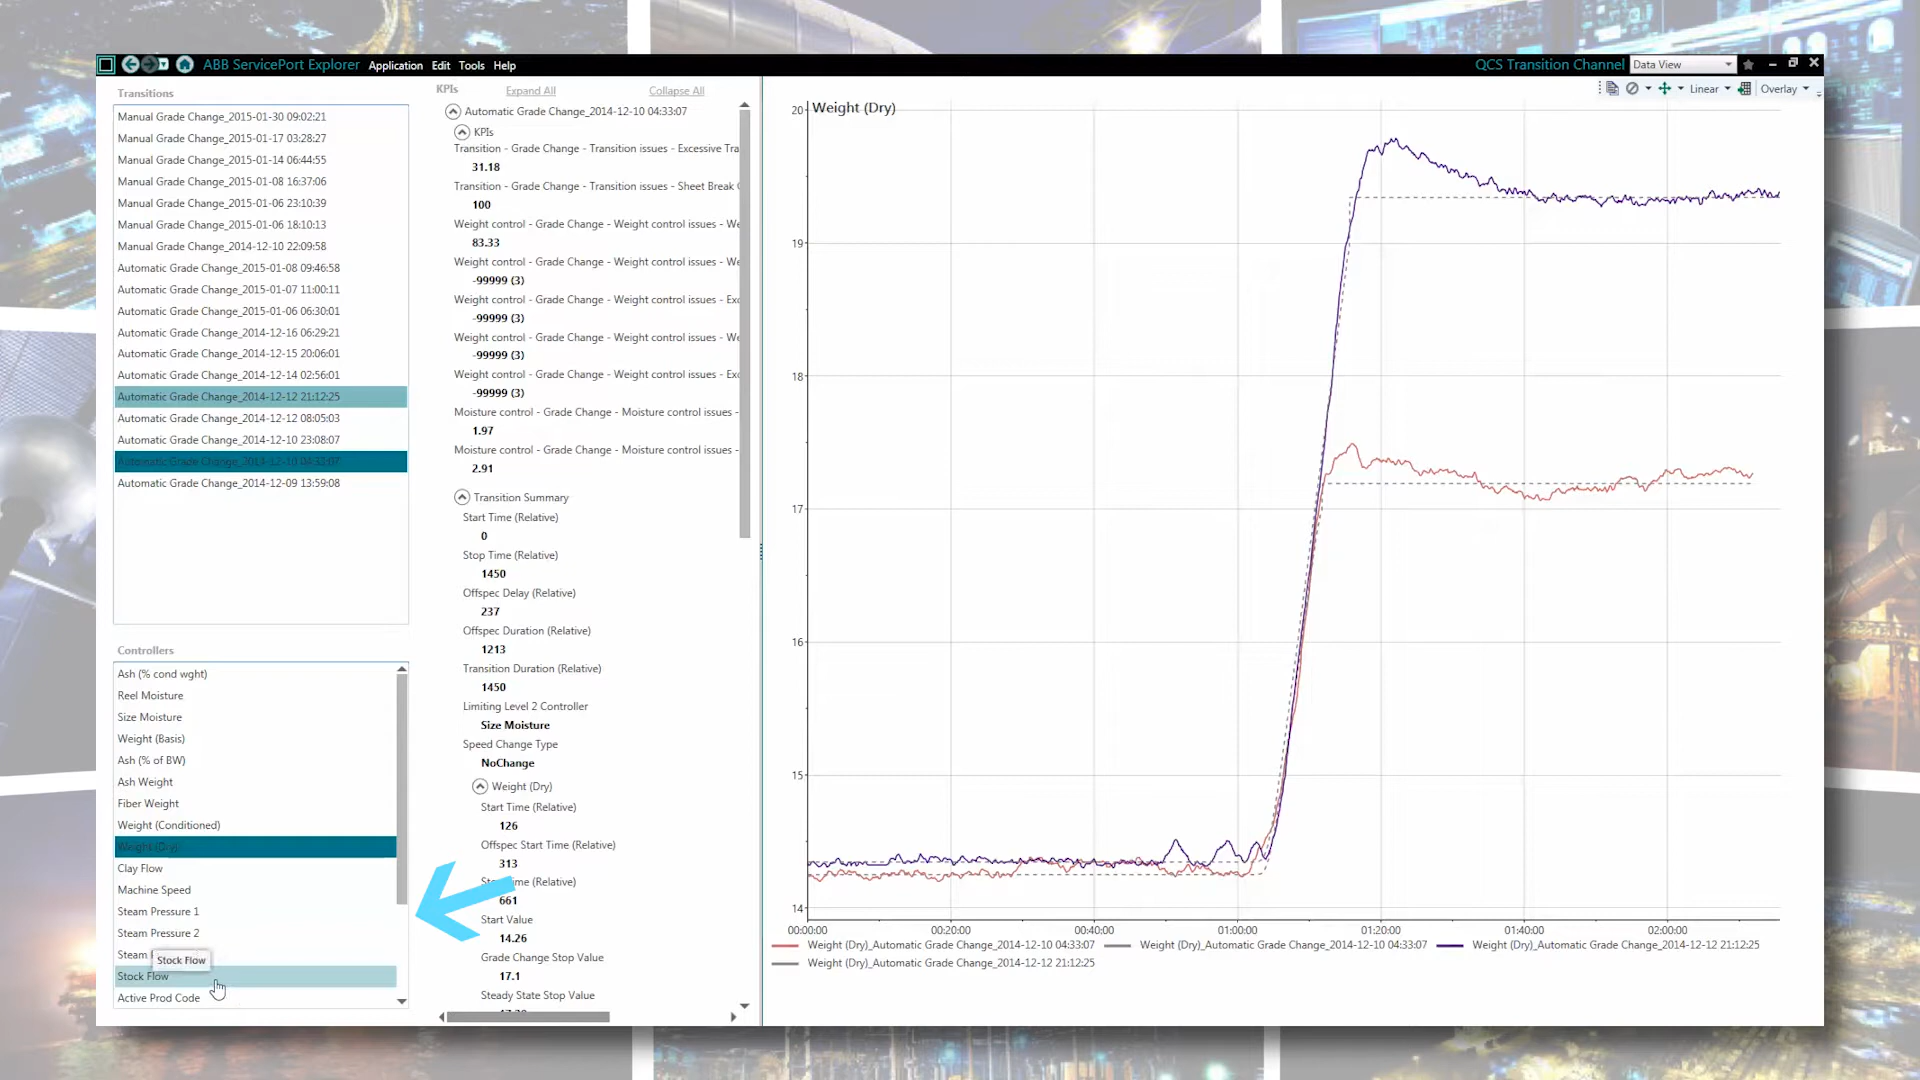 ABB ServicePort Explorer Application Edit Tools Help
QCS Transition Channel Data View
Transitions
Manual Grade Change_2015-01-30 09:02:21
Manual Grade Change_2015-01-17 03:28:27
Manual Grade Change_2015-01-14 06:44:55
Manual Grade Change_2015-01-08 16:37:06
Manual Grade Change_2015-01-06 23:10:39
Manual Grade Change_2015-01-06 18:10:13
Manual Grade Change_2014-12-10 22:09:58
Automatic Grade Change_2015-01-08 09:46:58
Automatic Grade Change_2015-01-07 11:00:11
Automatic Grade Change_2015-01-06 06:30:01
Automatic Grade Change_2014-12-16 06:29:21
Automatic Grade Change_2014-12-15 20:06:01
Automatic Grade Change_2014-12-14 02:56:01
Automatic Grade Change_2014-12-12 21:12:25
Automatic Grade Change_2014-12-12 08:05:03
Automatic Grade Change_2014-12-10 23:08:07
Automatic Grade Change_2014-12-10 04:33:07
Automatic Grade Change_2014-12-09 13:59:08
Controllers
Ash (% cond wght)
Reel Moisture
Size Moisture
Weight (Basis)
Ash (% of BW)
Ash Weight
Fiber Weight
Weight (Conditioned)
Weight (Dry)
Clay Flow
Machine Speed
Steam Pressure 1
Steam Pressure 2
Steam
Stock Flow
Stock Flow
Active Prod Code
KPIs Expand All Collapse All
Automatic Grade Change_2014-12-10 04:33:07
KPIs
Transition - Grade Change - Transition issues - Excessive Tra
31.18
Transition - Grade Change - Transition issues - Sheet Break
100
Weight control - Grade Change - Weight control issues - We
83.33
Weight control - Grade Change - Weight control issues - We
-99999 (3)
Weight control - Grade Change - Weight control issues - Exc
-99999 (3)
Weight control - Grade Change - Weight control issues - We
-99999 (3)
Weight control - Grade Change - Weight control issues - Exc
-99999 (3)
Moisture control - Grade Change - Moisture control issues -
1.97
Moisture control - Grade Change - Moisture control issues -
2.91
Transition Summary
Start Time (Relative)
0
Stop Time (Relative)
1450
Offspec Delay (Relative)
237
Offspec Duration (Relative)
1213
Transition Duration (Relative)
1450
Limiting Level 2 Controller
Size Moisture
Speed Change Type
NoChange
Weight (Dry)
Start Time (Relative)
126
Offspec Start Time (Relative)
313
me (Relative)
661
Start Value
14.26
Grade Change Stop Value
17.1
Steady State Stop Value
Linear Overlay
Weight (Dry)
20
19
18
17
16
15
14
00:00:00 00:20:00 00:40:00 01:00:00 01:20:00 01:40:00 02:00:00
Weight (Dry)_Automatic Grade Change_2014-12-10 04:33:07 Weight (Dry)_Automatic Grade Change_2014-12-10 04:33:07 Weight (Dry)_Automatic Grade Change_2014-12-12 21:12:25
Weight (Dry)_Automatic Grade Change_2014-12-12 21:12:25